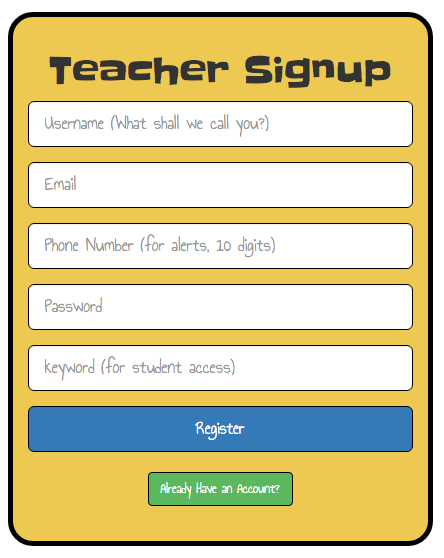 Teacher Signup
Username (What shall we call you?)
Email
Phone Number (for alerts, 10 digits)
Password
keyword (for student access)
Register
Already Have an Account?